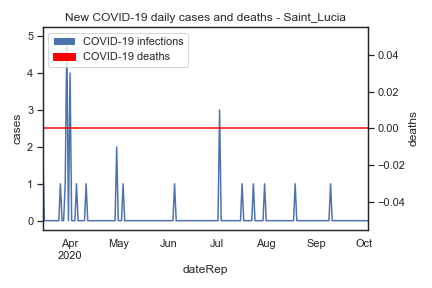 New COVID-19 daily cases and deaths - Saint_Lucia
COVID-19 infections
COVID-19 deaths
5
4
3
2
1
0
cases
0.04
0.02
0.00
−0.02
−0.04
deaths
Apr
2020
May
Jun
Jul
Aug
Sep
Oct
dateRep